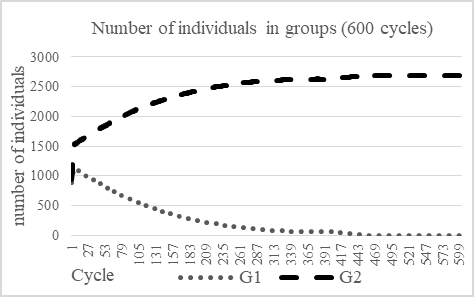 Number of individuals in groups (600 cycles)
number of individuals
3000
2500
2000
1500
1000
500
0
1 27 53 79 105 131 157 183 209 235 261 287 313 339 365 391 417 443 469 495 521 547 573 599
Cycle
G1 G2